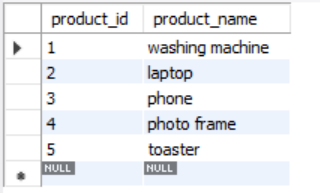 product_id product_name
1 washing machine
2 laptop
3 phone
4 photo frame
5 toaster
NULL NULL